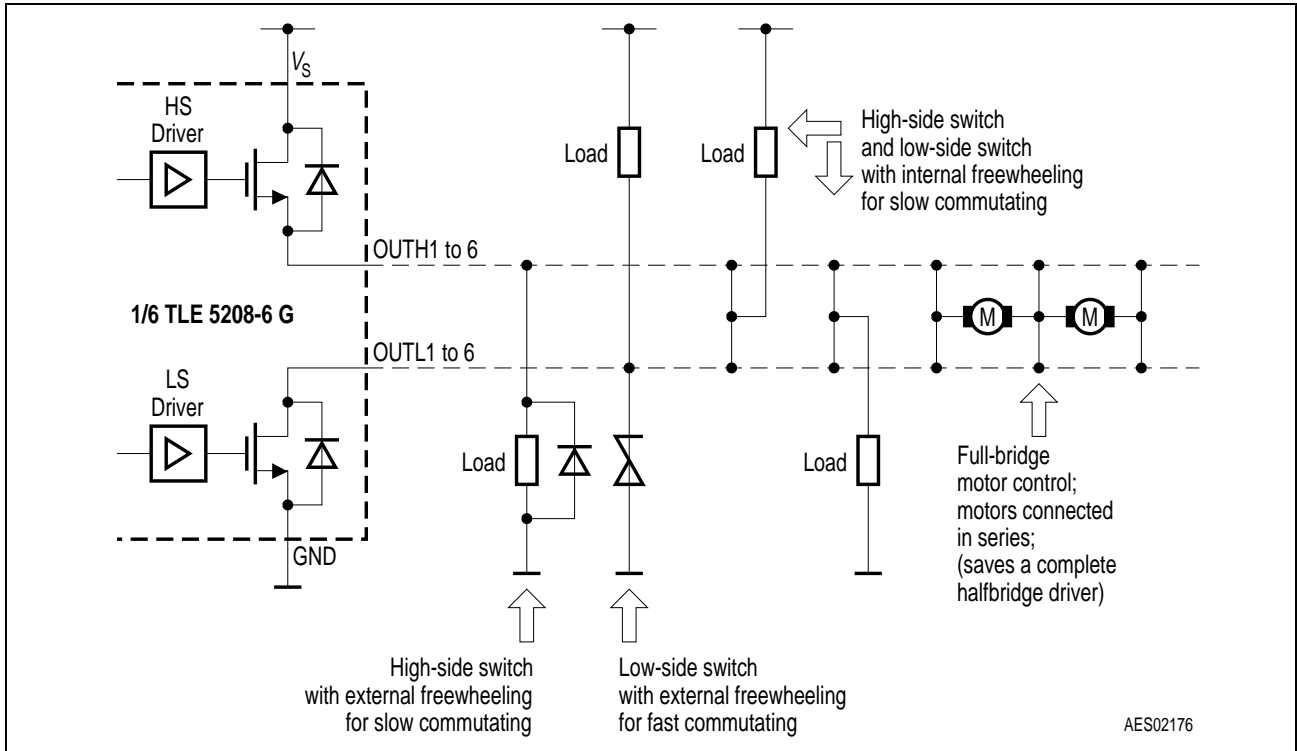 VS
HS
Driver
Load
Load
High-side switch
and low-side switch
with internal freewheeling
for slow commutating
OUTH1 to 6
1/6 TLE 5208-6 G
M
M
OUTL1 to 6
LS
Driver
Load
Load
Full-bridge
motor control;
motors connected
in series;
(saves a complete
halfbridge driver)
GND
High-side switch
with external freewheeling
for slow commutating
Low-side switch
with external freewheeling
for fast commutating
AES02176